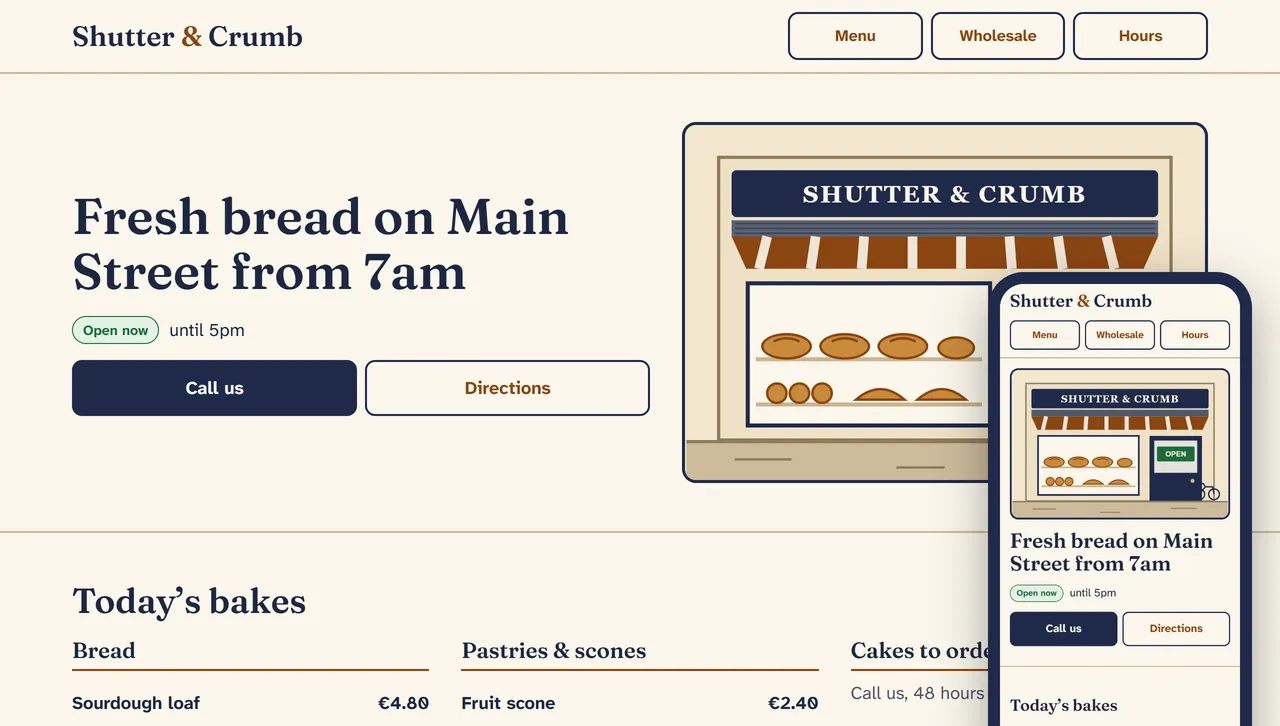 Shutter & Crumb
Menu
Wholesale
Hours
Fresh bread on Main
Street from 7am
Open now until 5pm
Call us
Directions
SHUTTER & CRUMB
Today’s bakes
Bread
Sourdough loaf €4.80
Pastries & scones
Fruit scone €2.40
Cakes to orde
Call us, 48 hours
Shutter & Crumb
Menu
Wholesale
Hours
SHUTTER & CRUMB
OPEN
Fresh bread on Main
Street from 7am
Open now until 5pm
Call us
Directions
Today’s bakes